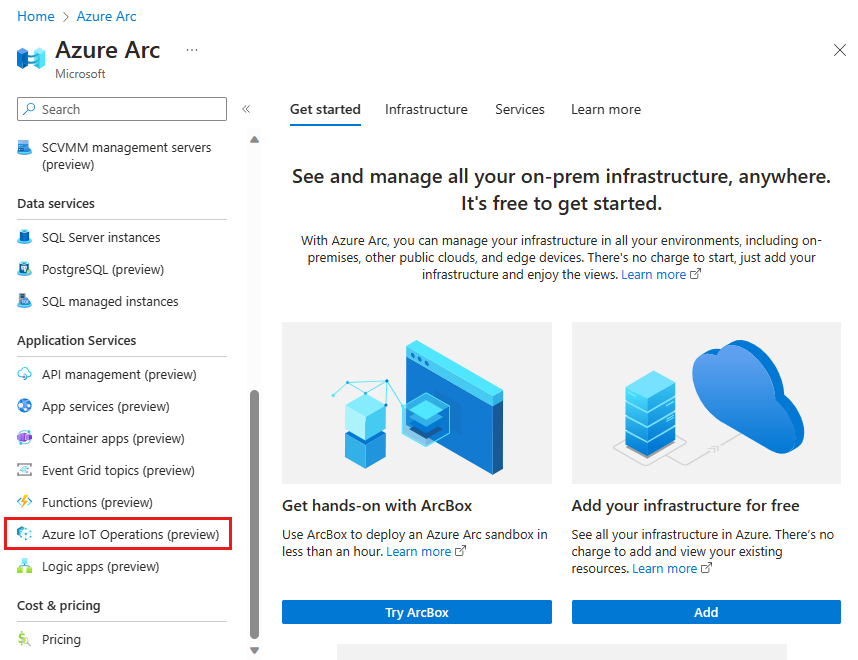 Home > Azure Arc
Azure Arc ...
Microsoft
Search «
SCVMM management servers
(preview)
Data services
SQL Server instances
PostgreSQL (preview)
SQL managed instances
Application Services
API management (preview)
App services (preview)
Container apps (preview)
Event Grid topics (preview)
Functions (preview)
Azure IoT Operations (preview)
Logic apps (preview)
Cost & pricing
Pricing
Get started Infrastructure Services Learn more
See and manage all your on-prem infrastructure, anywhere.
It's free to get started.
With Azure Arc, you can manage your infrastructure in all your environments, including on-
premises, other public clouds, and edge devices. There's no charge to start, just add your
infrastructure and enjoy the views. Learn more
Get hands-on with ArcBox
Use ArcBox to deploy an Azure Arc sandbox in
less than an hour. Learn more
Try ArcBox
Add your infrastructure for free
See all your infrastructure in Azure. There's no
charge to add and view your existing
resources. Learn more
Add